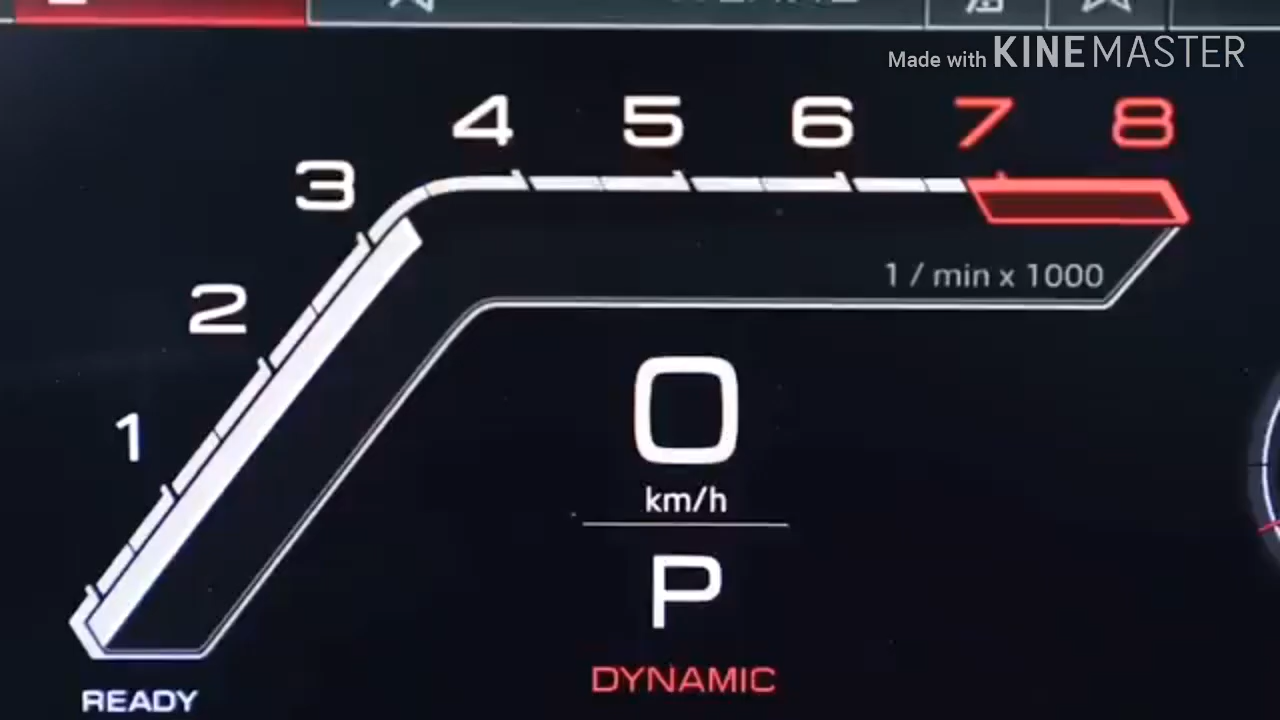 Made with KINEMASTER
4 5 6 7 8
3
2
1
1 / min x 1000
0
km/h
P
DYNAMIC
READY